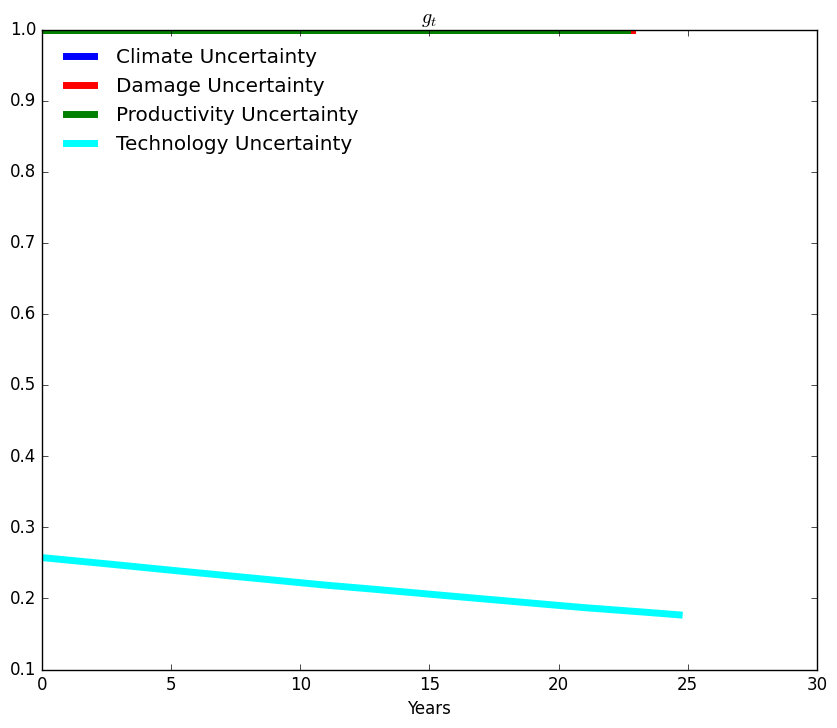 g_t
1.0
Climate Uncertainty
Damage Uncertainty
0.9
Productivity Uncertainty
Technology Uncertainty
0.8
0.7
0.6
0.5
0.4
0.3
0.2
0.1
0 5 10 15 20 25 30
Years